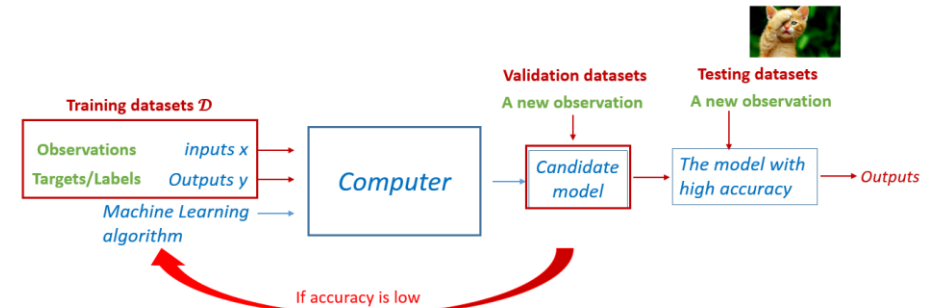 Training datasets 𝒟
Observations inputs x
Targets/Labels Outputs y
Machine Learning
algorithm
Computer
Validation datasets
A new observation
Candidate
model
Testing datasets
A new observation
The model with
high accuracy
Outputs
If accuracy is low